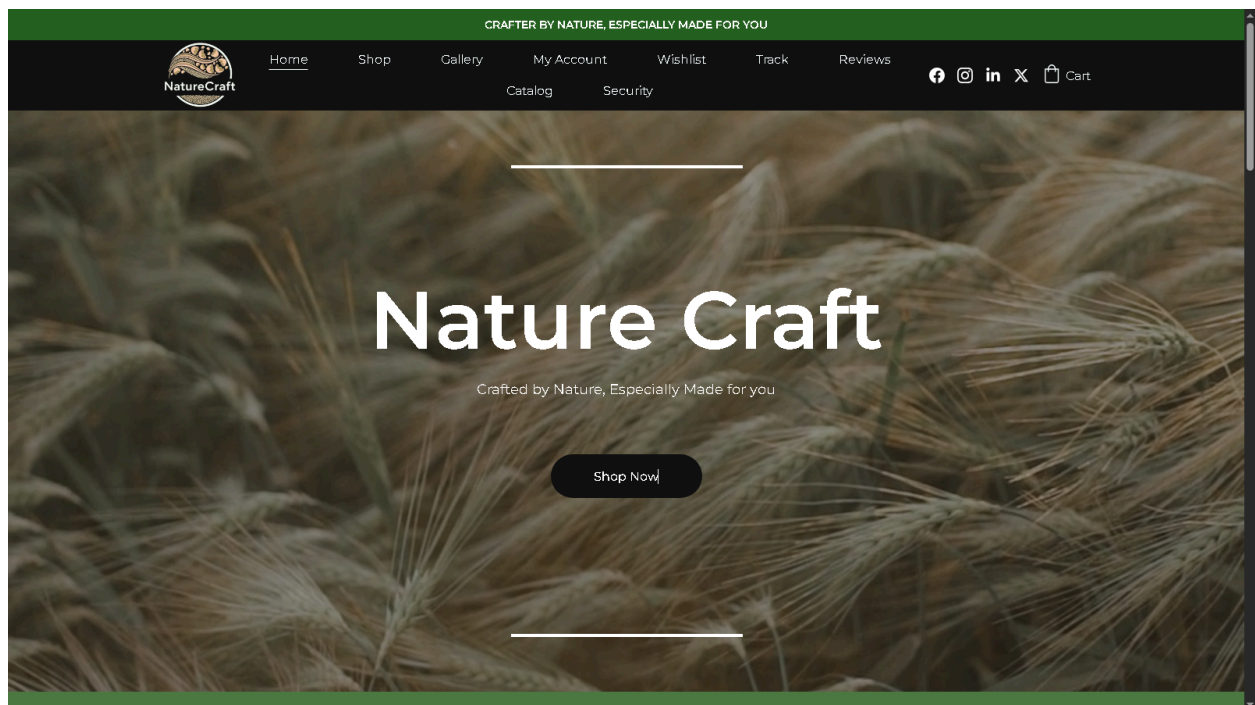 CRAFTER BY NATURE, ESPECIALLY MADE FOR YOU
NatureCraft
Home Shop Gallery My Account Wishlist Track Reviews
Catalog Security
Cart
Nature Craft
Crafted by Nature, Especially Made for you
Shop Now